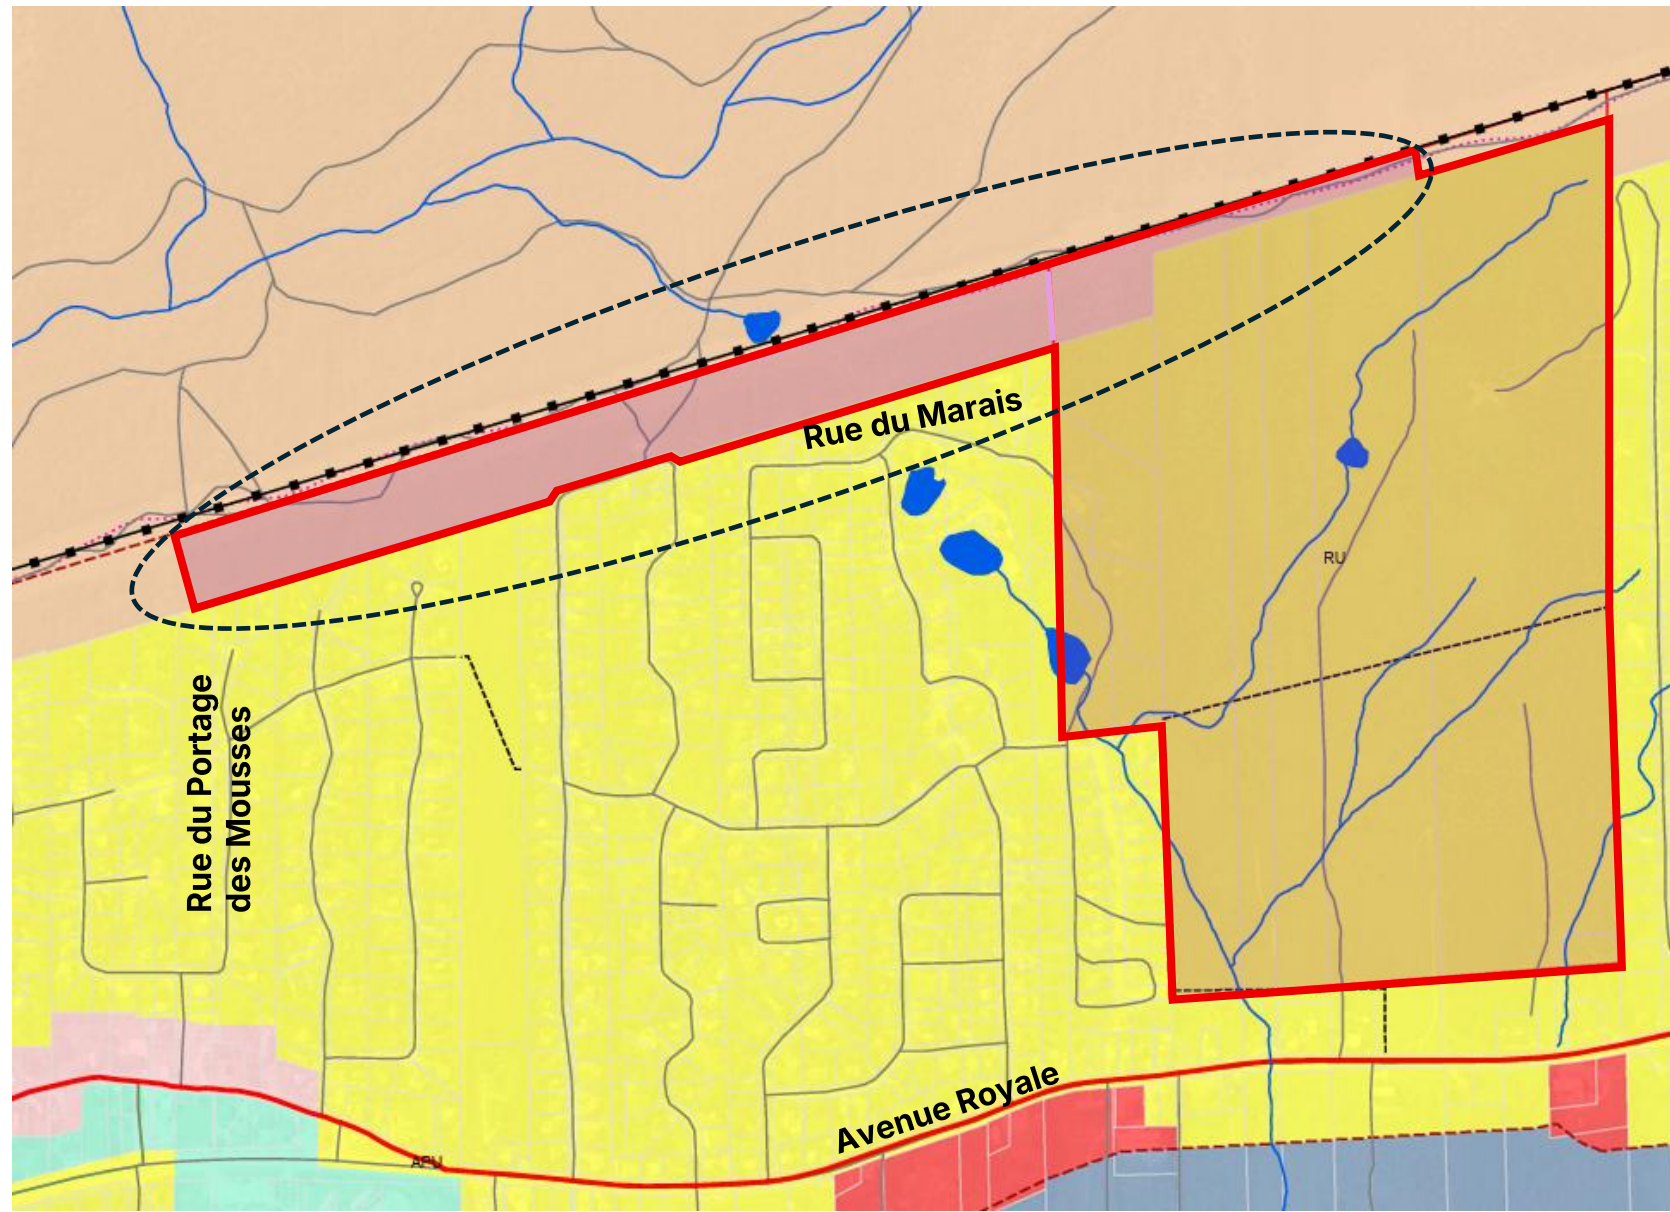 Rue du Marais
RU
Rue du Portage
des Mousses
Avenue Royale
APU